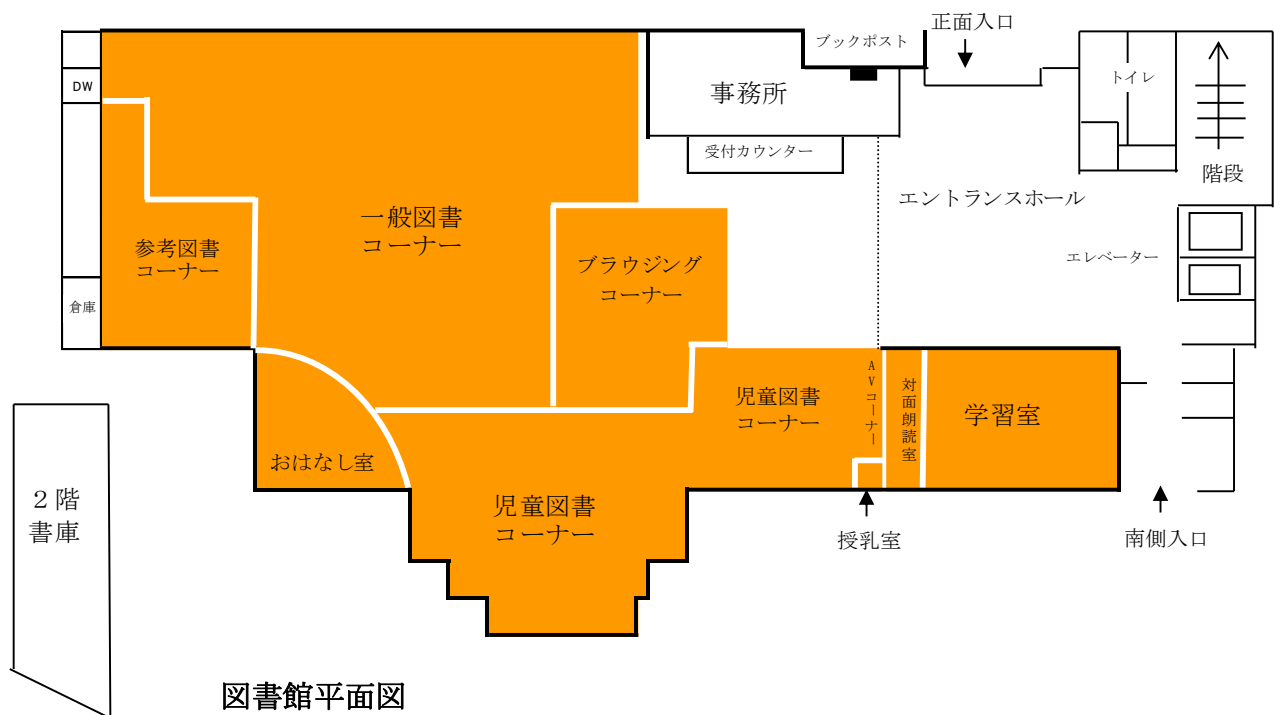 正面入口
ブックポスト
トイレ
DW
事務所
受付カウンター
階段
エントランスホール
一般図書
コーナー
参考図書
コーナー
ブラウジング
コーナー
エレベーター
倉庫
児童図書
コーナー
AVコーナー
対面朗読室
学習室
おはなし室
児童図書
コーナー
2階
書庫
授乳室
南側入口
図書館平面図